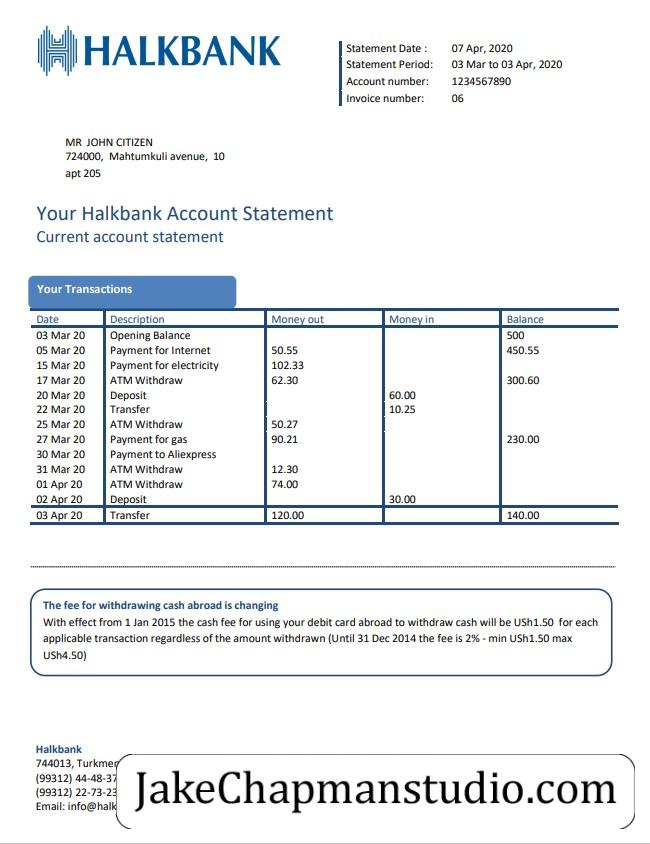 HALKBANK
Statement Date : 07 Apr, 2020
Statement Period: 03 Mar to 03 Apr, 2020
Account number: 1234567890
Invoice number: 06
MR JOHN CITIZEN
724000, Mahtumkuli avenue, 10
apt 205
Your Halkbank Account Statement
Current account statement
Your Transactions
Date Description Money out Money in Balance
03 Mar 20 Opening Balance 500
05 Mar 20 Payment for Internet 50.55 450.55
15 Mar 20 Payment for electricity 102.33
17 Mar 20 ATM Withdraw 62.30 300.60
20 Mar 20 Deposit 60.00
22 Mar 20 Transfer 10.25
25 Mar 20 ATM Withdraw 50.27
27 Mar 20 Payment for gas 90.21 230.00
30 Mar 20 Payment to Aliexpress
31 Mar 20 ATM Withdraw 12.30
01 Apr 20 ATM Withdraw 74.00
02 Apr 20 Deposit 30.00
03 Apr 20 Transfer 120.00 140.00
The fee for withdrawing cash abroad is changing
With effect from 1 Jan 2015 the cash fee for using your debit card abroad to withdraw cash will be USh1.50 for each
applicable transaction regardless of the amount withdrawn (Until 31 Dec 2014 the fee is 2% - min USh1.50 max
USh4.50)
Halkbank
744013,
(99312) 44-48-37
(99312) 22-73-23
Email:
JakeChapmanstudio.com